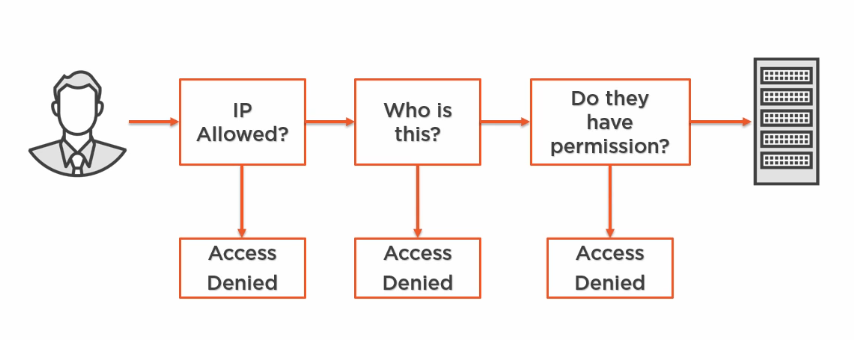 IP
Allowed?
Who is
this?
Do they
have
permission?
Access
Denied
Access
Denied
Access
Denied